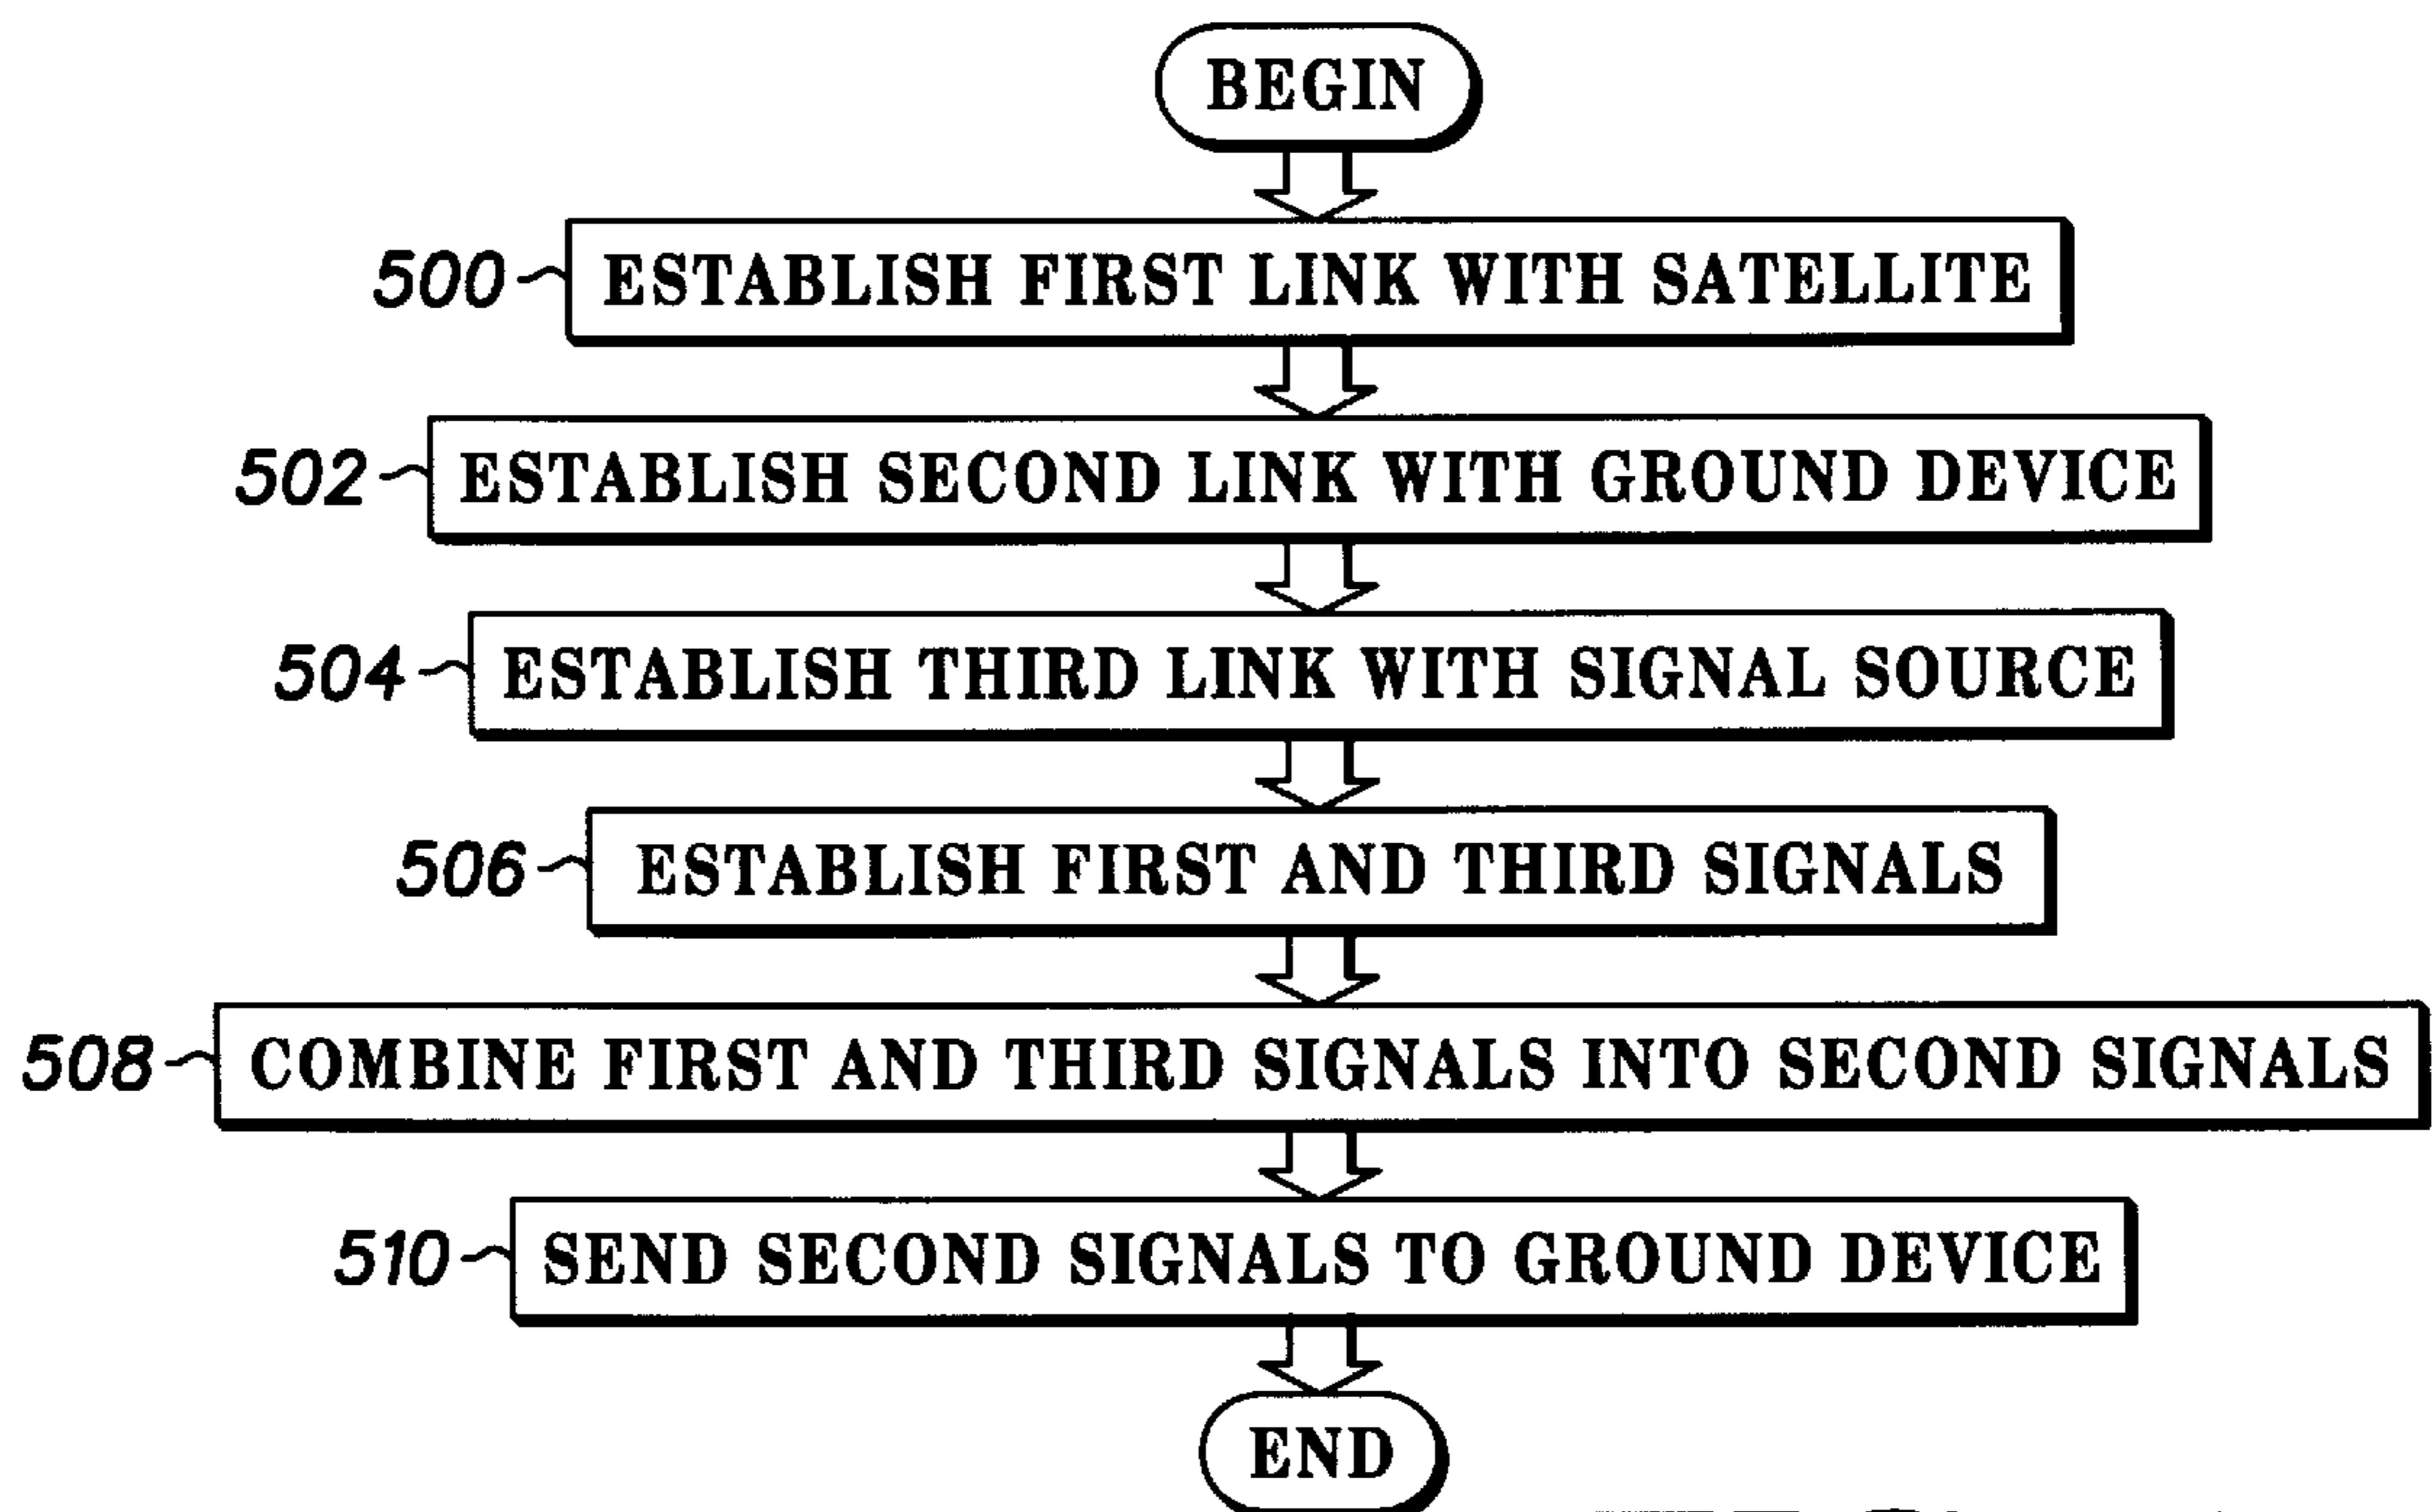 BEGIN
500 ESTABLISH FIRST LINK WITH SATELLITE
502 ESTABLISH SECOND LINK WITH GROUND DEVICE
504 ESTABLISH THIRD LINK WITH SIGNAL SOURCE
506 ESTABLISH FIRST AND THIRD SIGNALS
508 COMBINE FIRST AND THIRD SIGNALS INTO SECOND SIGNALS
510 SEND SECOND SIGNALS TO GROUND DEVICE
END